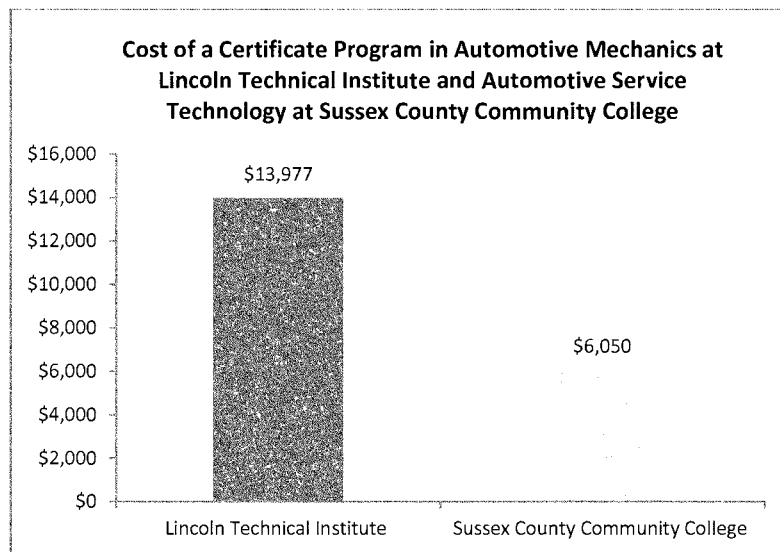 Cost of a Certificate Program in Automotive Mechanics at
Lincoln Technical Institute and Automotive Service
Technology at Sussex County Community College
$16,000
$14,000
$12,000
$10,000
$8,000
$6,000
$4,000
$2,000
$0
$13,977
$6,050
Lincoln Technical Institute
Sussex County Community College